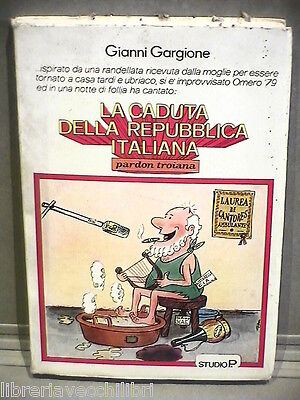 Gianni Gargione
...ispirato da una randellata ricevuta dalla moglie per essere
tornato a casa tardi e ubriaco, si e' improvvisato Omero '79
ed in una notte di follia ha cantato:
LA CADUTA
DELLA REPUBBLICA
ITALIANA
pardon troiana
LAUREA DI
CANTORES
AMBULANTES
STUDIO P.
libreriavecchilibri